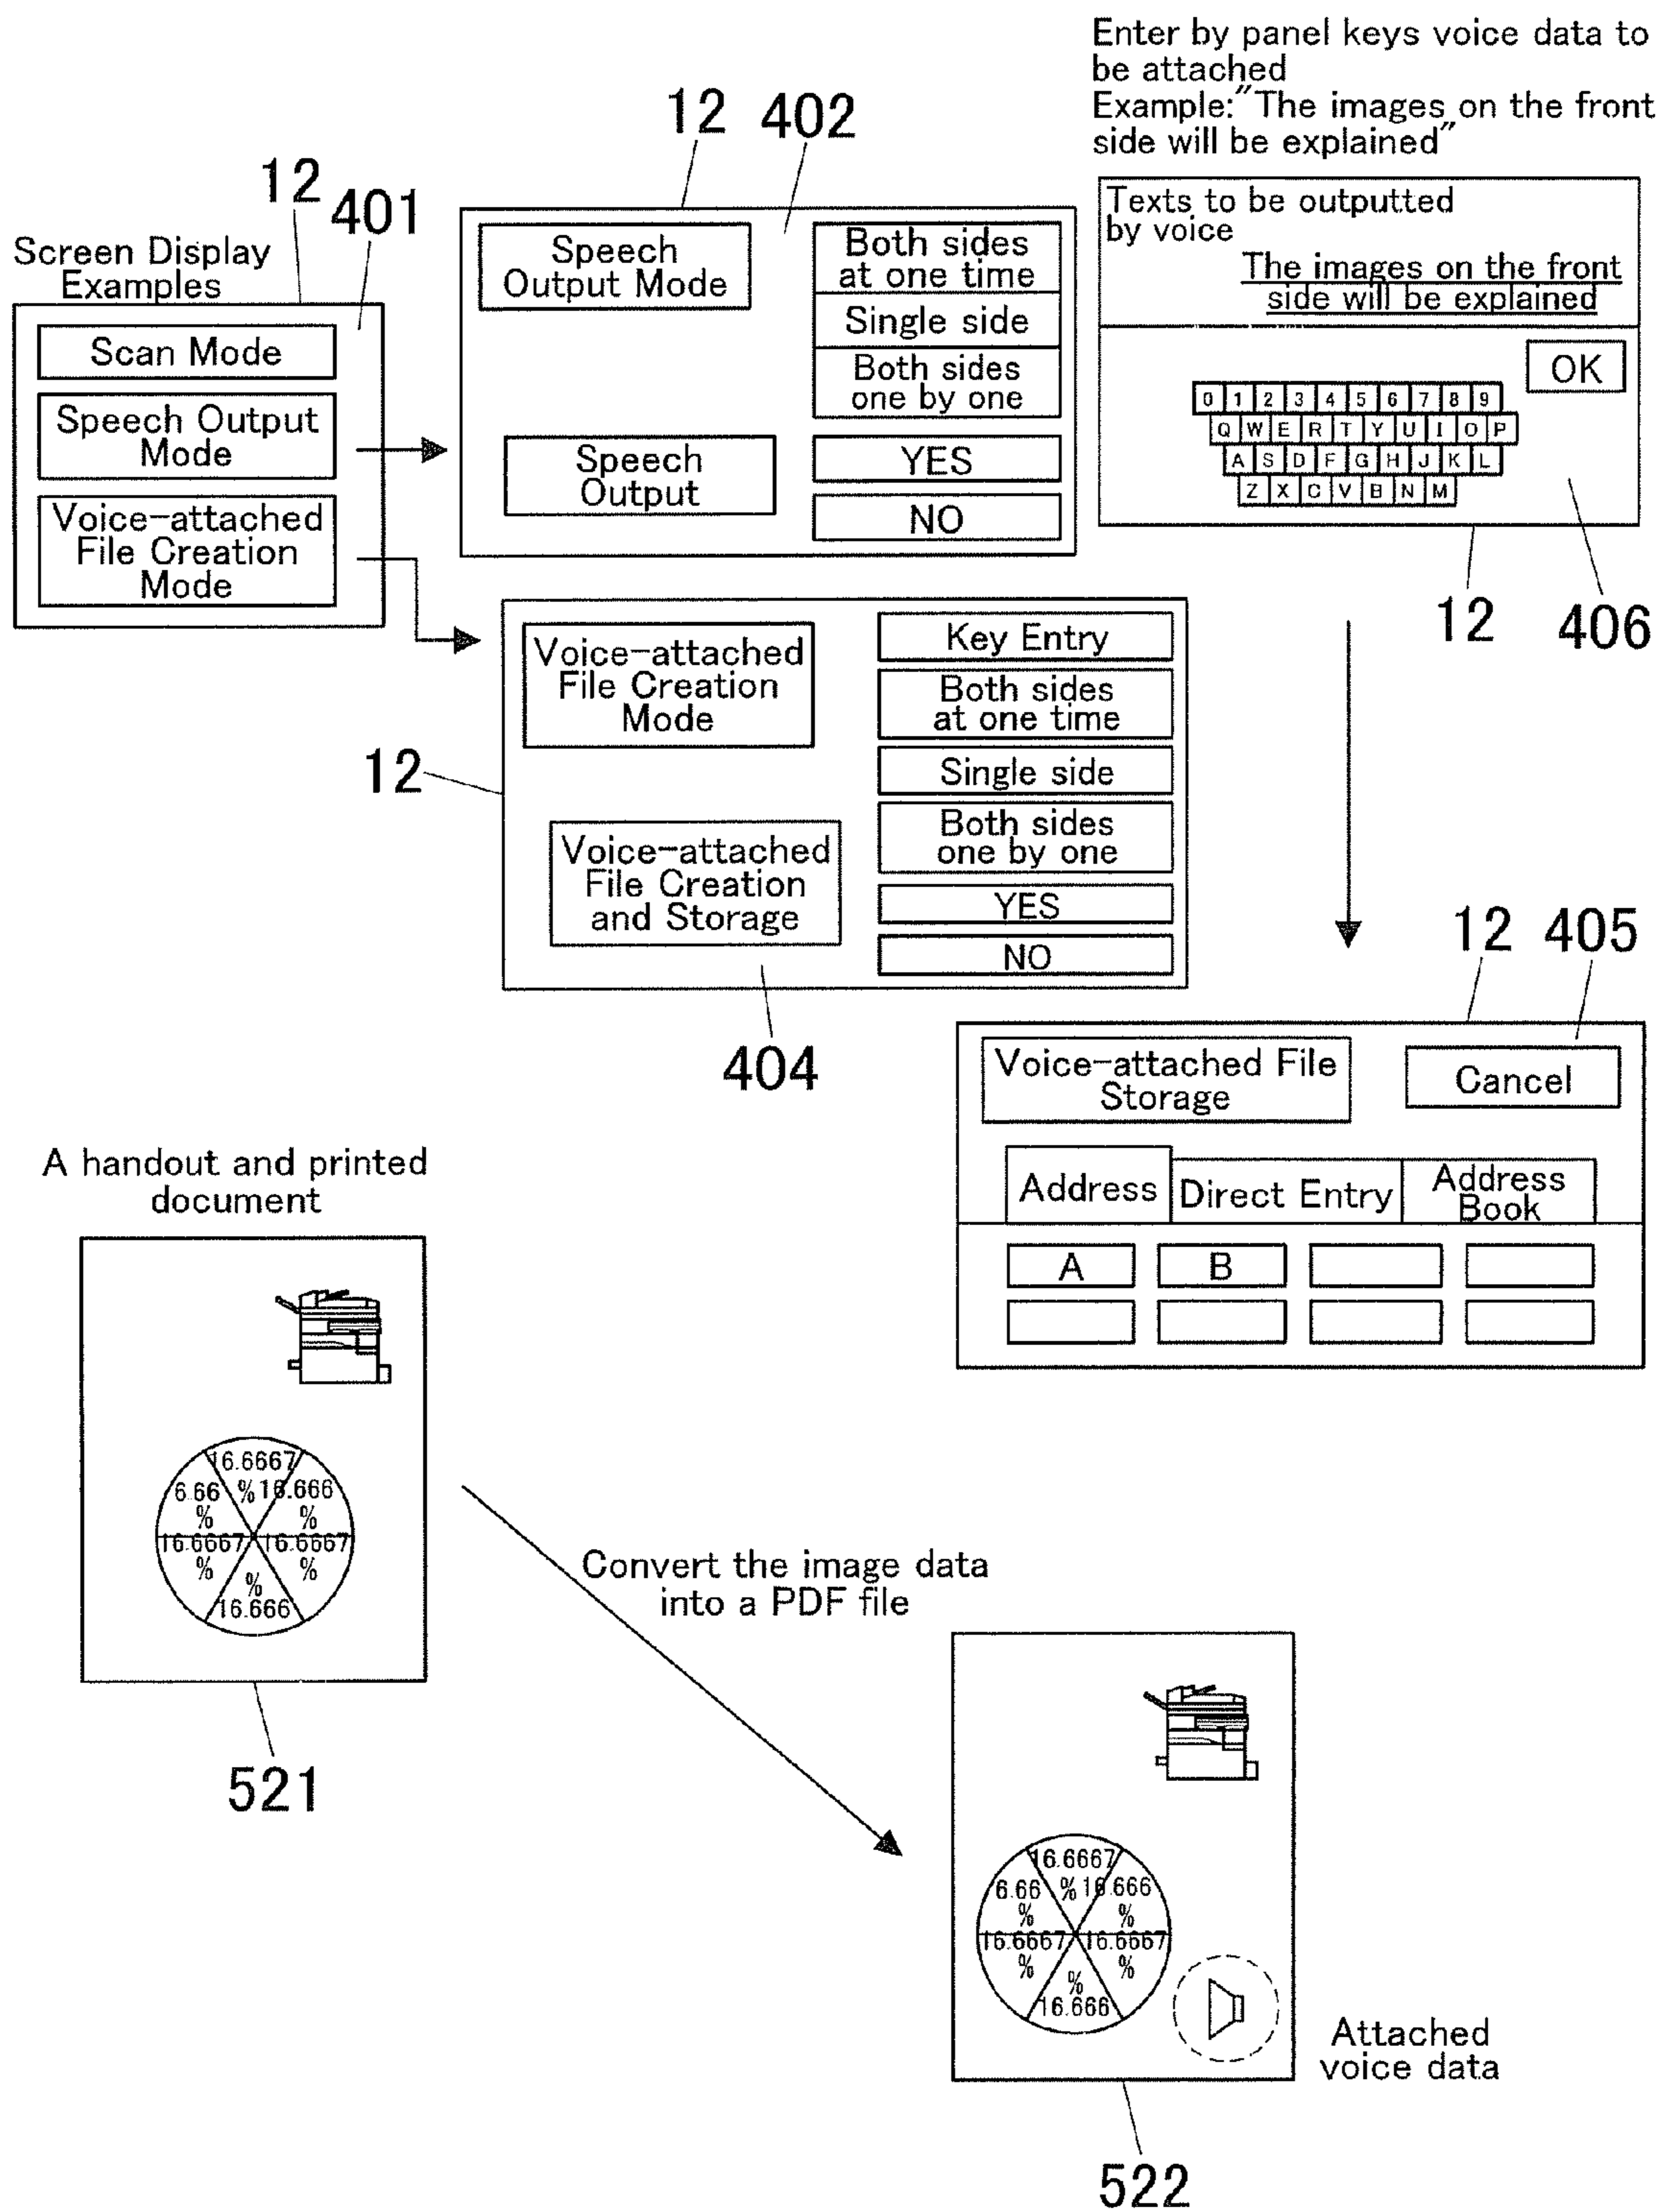 Enter by panel keys voice data to
be attached
Example:"The images on the front
side will be explained"
12 402
12
401
Screen Display
Examples
Scan Mode
Speech Output
Mode
Voice-attached
File Creation
Mode
Speech
Output Mode
Both sides
at one time
Single side
Both sides
one by one
Speech
Output
YES
NO
Texts to be outputted
by voice
The images on the front
side will be explained
OK
0 1 2 3 4 5 6 7 8 9
Q W E R T Y U I O P
A S D F G H J K L
Z X C V B N M
12 406
Voice-attached
File Creation
Mode
Key Entry
Both sides
at one time
Single side
Both sides
one by one
Voice-attached
File Creation
and Storage
YES
NO
12
404
12 405
Voice-attached File
Storage
Cancel
Address
Direct Entry
Address
Book
A
B
A handout and printed
document
16.6667
%
16.666
%
6.66
%
16.6667
%
16.6667
%
%
16.666
521
Convert the image data
into a PDF file
16.6667
%
16.666
%
6.66
%
16.6667
%
16.6667
%
%
16.666
Attached
voice data
522